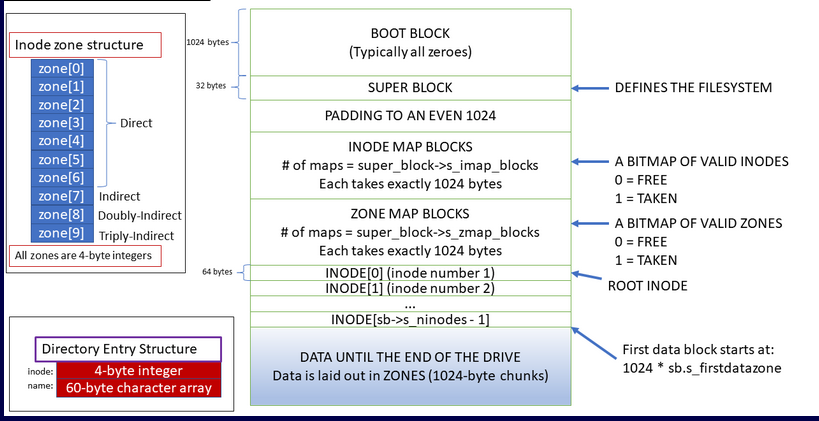 Inode zone structure
zone[0]
zone[1]
zone[2]
zone[3]
zone[4]
zone[5]
zone[6]
Direct
zone[7] Indirect
zone[8] Doubly-Indirect
zone[9] Triply-Indirect
All zones are 4-byte integers
Directory Entry Structure
inode: 4-byte integer
name: 60-byte character array
1024 bytes
BOOT BLOCK
(Typically all zeroes)
32 bytes
SUPER BLOCK
DEFINES THE FILESYSTEM
PADDING TO AN EVEN 1024
INODE MAP BLOCKS
# of maps = super_block->s_imap_blocks
Each takes exactly 1024 bytes
A BITMAP OF VALID INODES
0 = FREE
1 = TAKEN
ZONE MAP BLOCKS
# of maps = super_block->s_zmap_blocks
Each takes exactly 1024 bytes
A BITMAP OF VALID ZONES
0 = FREE
1 = TAKEN
64 bytes
INODE[0] (inode number 1)
ROOT INODE
INODE[1] (inode number 2)
...
INODE[sb->s_ninodes - 1]
DATA UNTIL THE END OF THE DRIVE
Data is laid out in ZONES (1024-byte chunks)
First data block starts at:
1024 * sb.s_firstdatazone